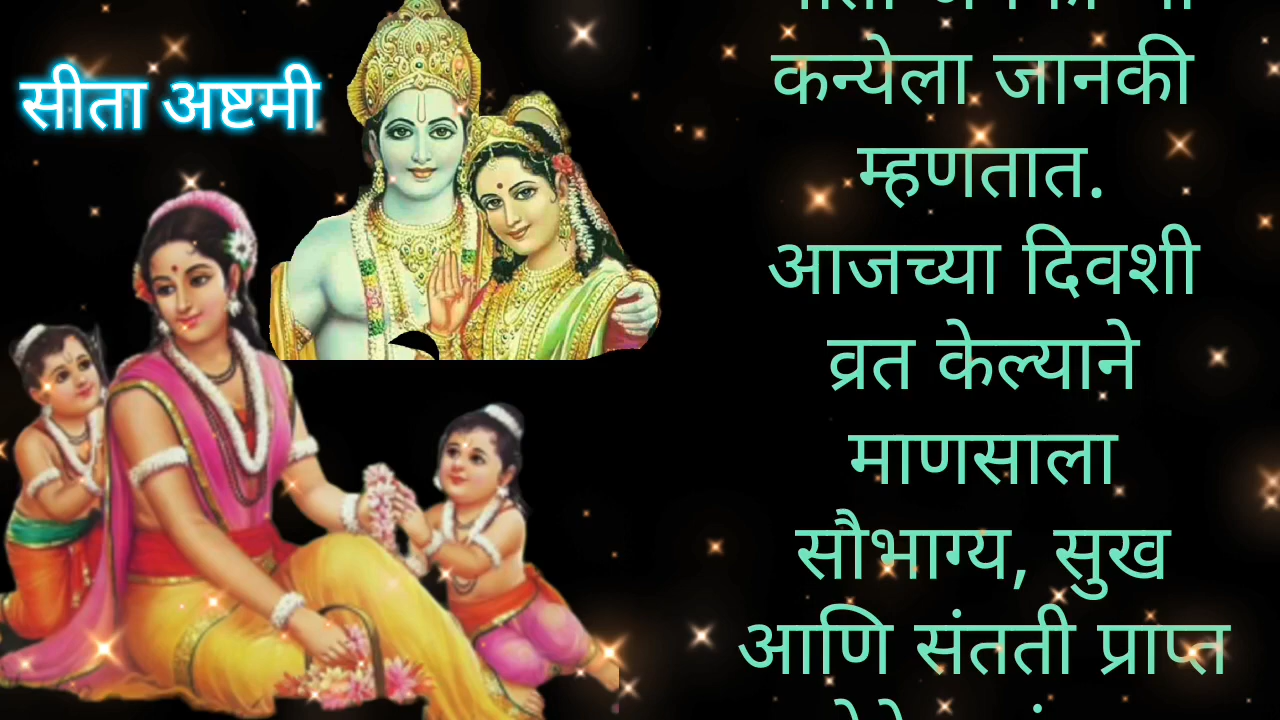 सीता अष्टमी
कन्येला जानकी
म्हणतात.
आजच्या दिवशी
व्रत केल्याने
माणसाला
सौभाग्य, सुख
आणि संतती प्राप्त